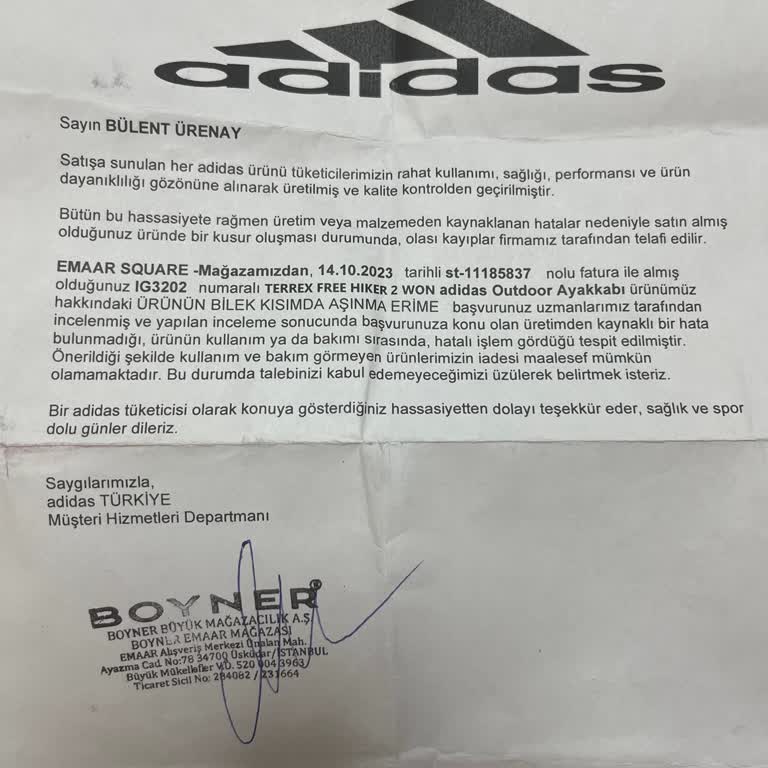 adidas
Sayın BÜLENT ÜRENAY
Satışa sunulan her adidas ürünü tüketicilerimizin rahat kullanımı, sağlığı, performansı ve ürün
dayanıklılığı gözönüne alınarak üretilmiş ve kalite kontrolden geçirilmiştir.
Bütün bu hassasiyete rağmen üretim veya malzemeden kaynaklanan hatalar nedeniyle satın almış
olduğunuz üründe bir kusur oluşması durumunda, olası kayıplar firmamız tarafından telafi edilir.
EMAAR SQUARE -Mağazamızdan, 14.10.2023 tarihli st-11185837 nolu fatura ile almış
olduğunuz IG3202 numaralı TERREX FREE HIKER 2 WON adidas Outdoor Ayakkabı ürünümüz
hakkındaki ÜRÜNÜN BİLEK KISIMDA AŞINMA ERİME başvurunuz uzmanlarımız tarafından
incelenmiş ve yapılan inceleme sonucunda başvurunuza konu olan üretimden kaynaklı bir hata
bulunmadığı, ürünün kullanım ya da bakımı sırasında, hatalı işlem gördüğü tespit edilmiştir.
Önerildiği şekilde kullanım ve bakım görmeyen ürünlerimizin iadesi maalesef mümkün
olamamaktadır. Bu durumda talebinizi kabul edemeyeceğimizi üzülerek belirtmek isteriz.
Bir adidas tüketicisi olarak konuya gösterdiğiniz hassasiyetten dolayı teşekkür eder, sağlık ve spor
dolu günler dileriz.
Saygılarımızla,
adidas TÜRKİYE
Müşteri Hizmetleri Departmanı
BOYNER®
BOYNER BÜYÜK MAĞAZACILIK A.Ş.
BOYNER EMAAR MAĞAZASI
EMAAR Alışveriş Merkezi Ünalan Mah.
Ayazma Cad. No:78 34700 Üsküdar/İSTANBUL
Büyük Mükellefler V.D. 520 004 3963
Ticaret Sicil No: 284082 / 231664